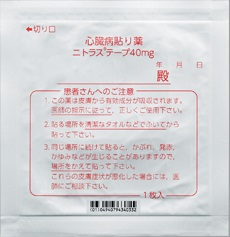 ←切り口
心臓病貼り薬
ニトラステープ40mg
年 月 日
殿
患者さんへのご注意
1.この薬は皮膚から有効成分が吸収されます。
医師の指示に従って、正しくご使用下さい。
2.貼る場所を清潔なタオルなどでふいてから
貼って下さい。
3.同じ場所に続けて貼ると、かぶれ、発赤、
かゆみなどが生じることがありますので、
場所をかえて貼って下さい。
これらの皮膚症状が悪化した場合には、医
師にご相談下さい。
1枚入
(01)04940794340332